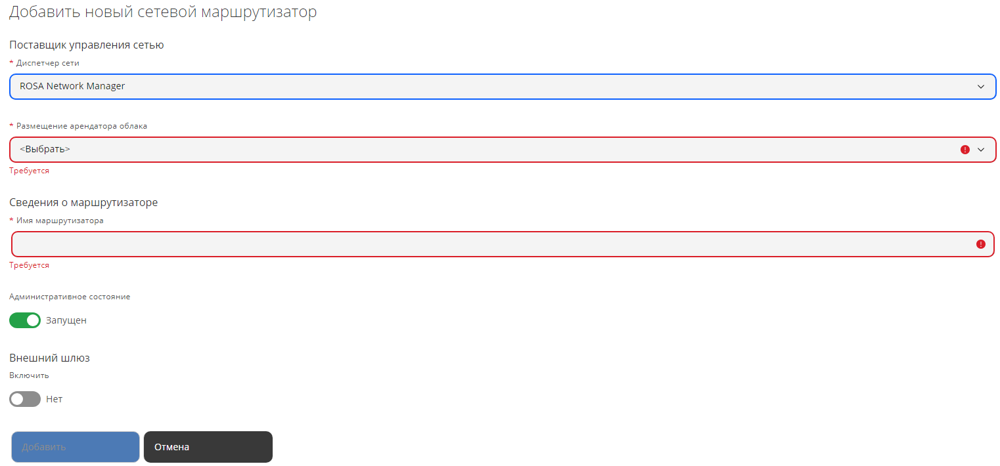 Добавить новый сетевой маршрутизатор
Поставщик управления сетью
* Диспетчер сети
ROSA Network Manager
* Размещение арендатора облака
<Выбрать>
Требуется
Сведения о маршрутизаторе
* Имя маршрутизатора
Требуется
Административное состояние
Запущен
Внешний шлюз
Включить
Нет
Добавить Отмена